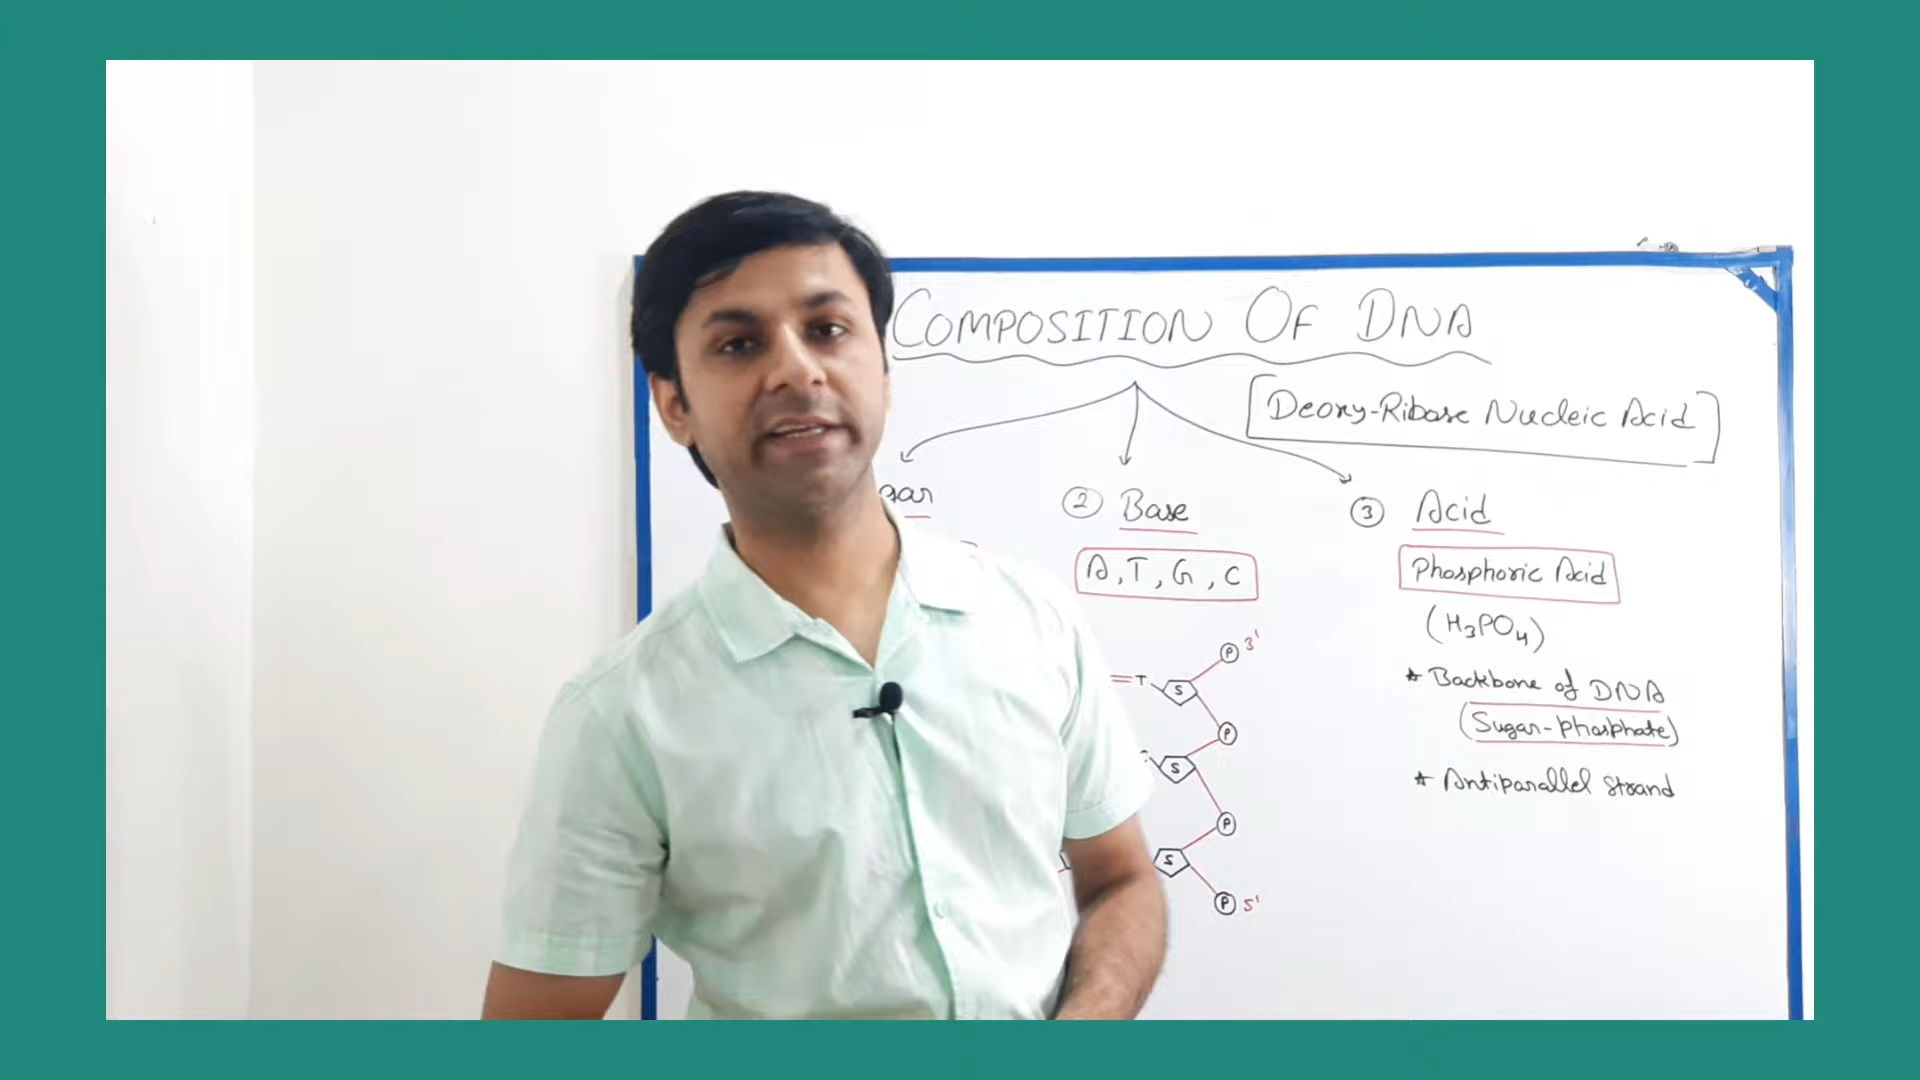 COMPOSITION OF DNA
[Deoxy-Ribose Nucleic Acid]
gar
② Base
③ Acid
A, T, G, C
Phosphoric Acid
(H₃PO₄)
P 3'
=T S
P
S
P
S
P 5'
* Backbone of DNA
(Sugar-phosphate)
* Antiparallel Strand